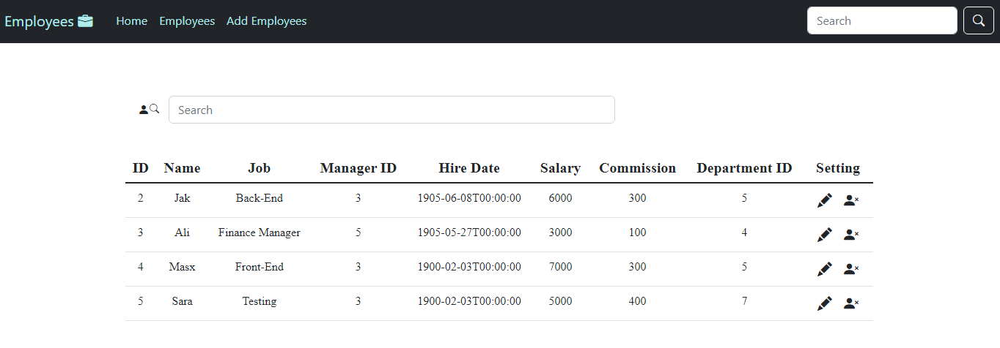 Employees Home Employees Add Employees Search
Search
ID Name Job Manager ID Hire Date Salary Commission Department ID Setting
2 Jak Back-End 3 1905-06-08T00:00:00 6000 300 5
3 Ali Finance Manager 5 1905-05-27T00:00:00 3000 100 4
4 Masx Front-End 3 1900-02-03T00:00:00 7000 300 5
5 Sara Testing 3 1900-02-03T00:00:00 5000 400 7